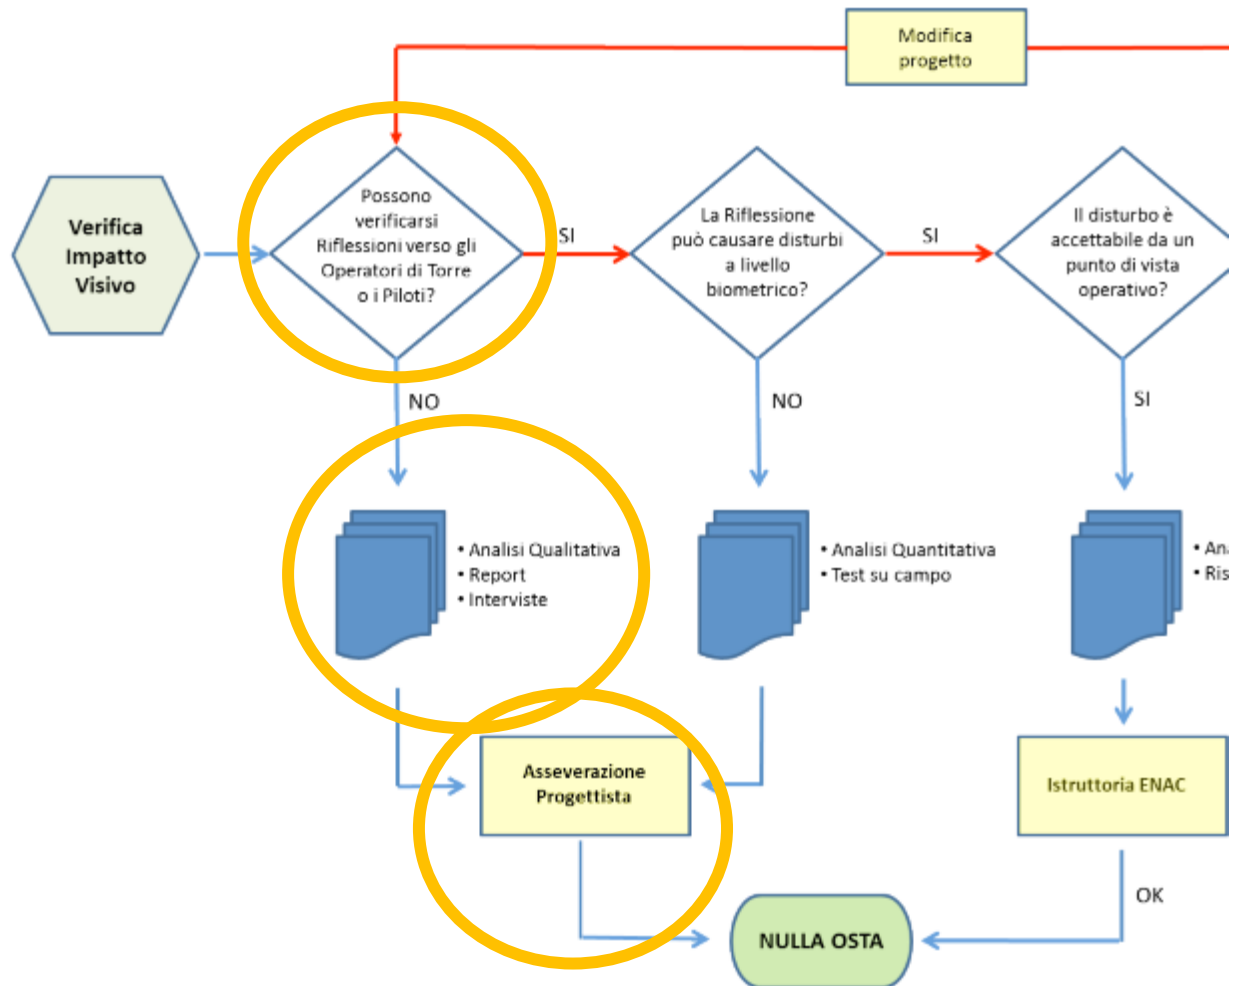 Modifica
progetto
Verifica
Impatto
Visivo
Possono
verificarsi
Riflessioni verso gli
Operatori di Torre
o i Piloti?
SI
La Riflessione
può causare disturbi
a livello
biometrico?
SI
Il disturbo è
accettabile da un
punto di vista
operativo?
NO
NO
SI
• Analisi Qualitativa
• Report
• Interviste
• Analisi Quantitativa
• Test su campo
Asseverazione
Progettista
Istruttoria ENAC
OK
NULLA OSTA